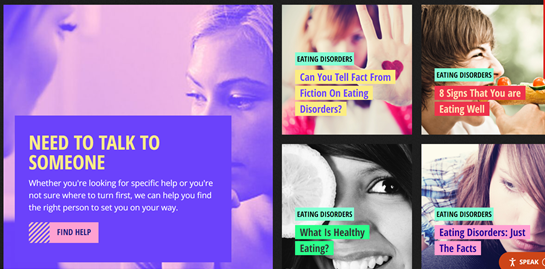 NEED TO TALK TO
SOMEONE
Whether you're looking for specific help or you're
not sure where to turn first, we can help you find
the right person to set you on your way.
FIND HELP
EATING DISORDERS
Can You Tell Fact From
Fiction On Eating
Disorders?
EATING DISORDERS
8 Signs That You are
Eating Well
EATING DISORDERS
What Is Healthy
Eating?
EATING DISORDERS
Eating Disorders: Just
The Facts
SPEAK